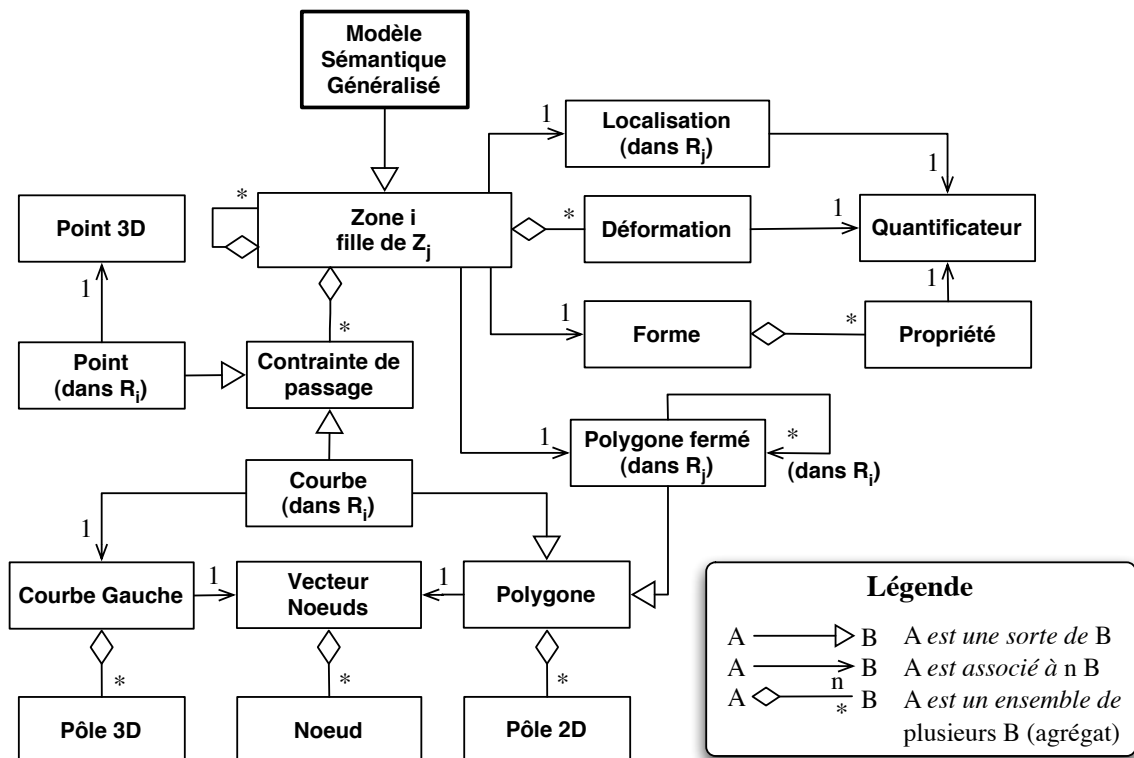 Modèle
Sémantique
Généralisé
1
Localisation
(dans Rj)
1
*
Point 3D
Zone i
fille de Zj
*
Déformation
1
Quantificateur
1
1
*
1
Forme
*
Propriété
Point
(dans Ri)
Contrainte de
passage
1
Polygone fermé
(dans Rj)
*
(dans Ri)
Courbe
(dans Ri)
1
Courbe Gauche
1
Vecteur
Noeuds
1
Polygone
*
*
*
Pôle 3D
Noeud
Pôle 2D
Légende
A B A est une sorte de B
A B A est associé à n B
n
A B A est un ensemble de
*
plusieurs B (agrégat)